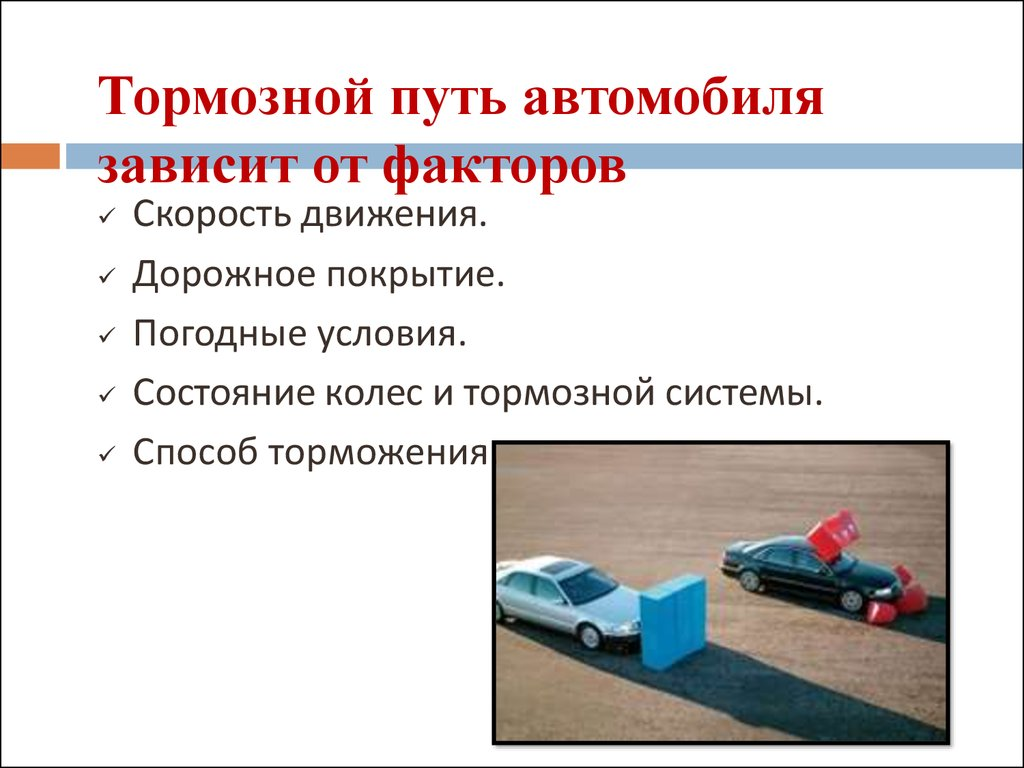 Тормозной путь автомобиля
зависит от факторов
✓ Скорость движения.
✓ Дорожное покрытие.
✓ Погодные условия.
✓ Состояние колес и тормозной системы.
✓ Способ торможения